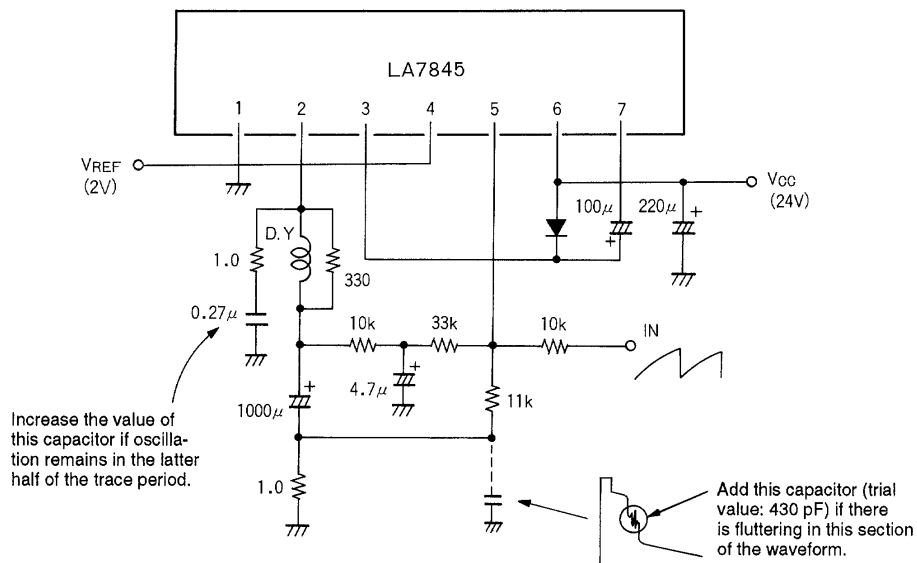 LA7845
1 2 3 4 5 6 7
VREF
(2V)
VCC
(24V)
100μ
220μ
+
+
D.Y
1.0
330
0.27μ
10k
33k
10k
IN
+
4.7μ
+
1000μ
11k
1.0
Increase the value of
this capacitor if oscilla-
tion remains in the latter
half of the trace period.
Add this capacitor (trial
value: 430 pF) if there
is fluttering in this section
of the waveform.